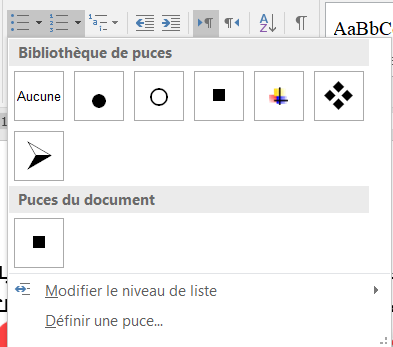 AaBbC
Bibliothèque de puces
Aucune
Puces du document
Modifier le niveau de liste
Définir une puce...